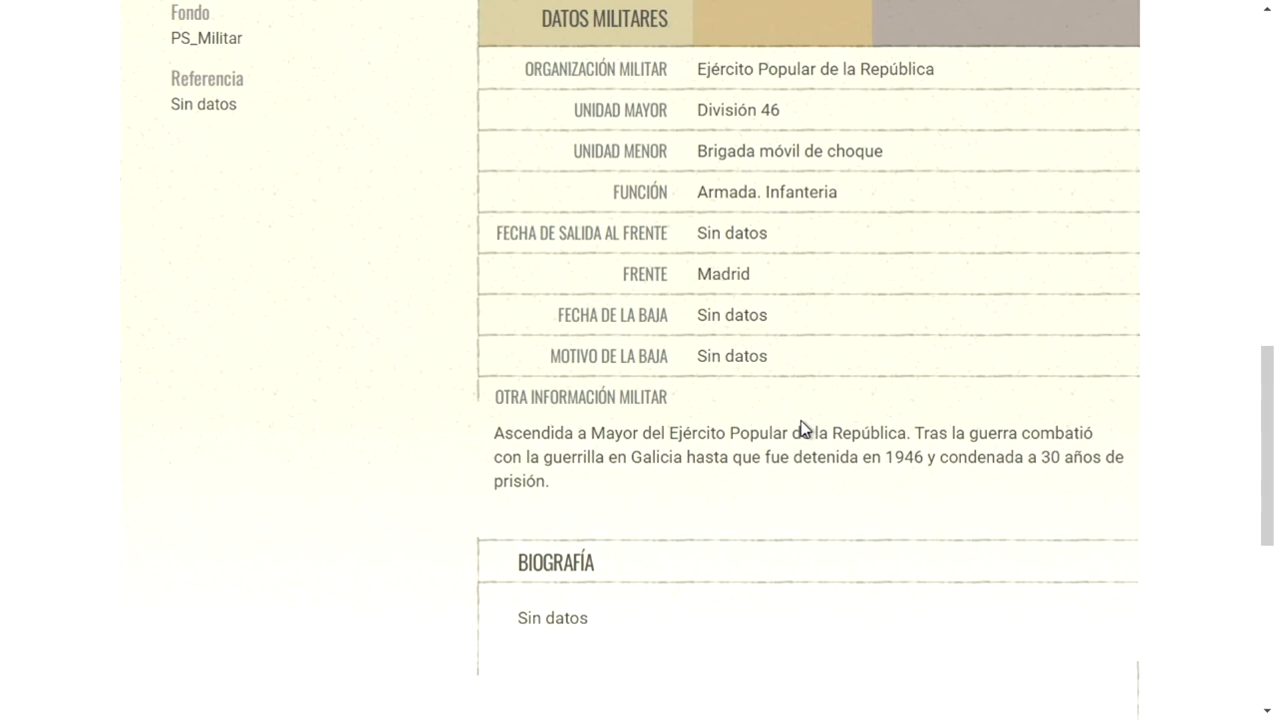 Fondo
PS_Militar
Referencia
Sin datos
DATOS MILITARES
ORGANIZACIÓN MILITAR Ejército Popular de la República
UNIDAD MAYOR División 46
UNIDAD MENOR Brigada móvil de choque
FUNCIÓN Armada. Infanteria
FECHA DE SALIDA AL FRENTE Sin datos
FRENTE Madrid
FECHA DE LA BAJA Sin datos
MOTIVO DE LA BAJA Sin datos
OTRA INFORMACIÓN MILITAR
Ascendida a Mayor del Ejército Popular de la República. Tras la guerra combatió
con la guerrilla en Galicia hasta que fue detenida en 1946 y condenada a 30 años de
prisión.
BIOGRAFÍA
Sin datos